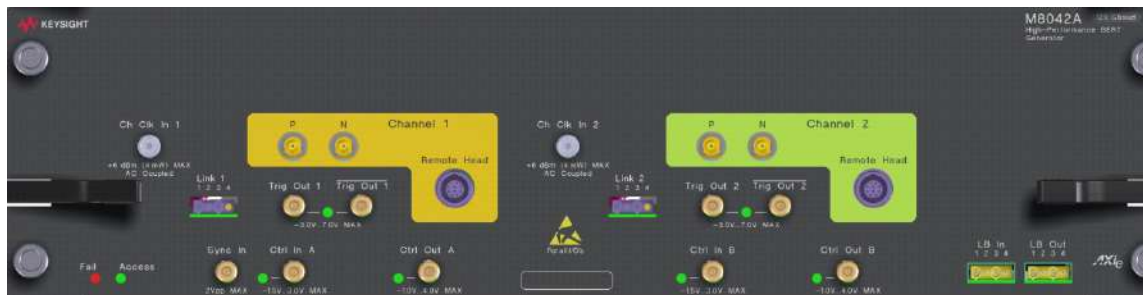 KEYSIGHT
M8042A
High-Performance BERT
Generator
Ch Clk In 1
+6 dBm (4 mW) MAX
AC Coupled
P N Channel 1
Remote Head
Link 1
1 2 3 4
Trig Out 1 Trig Out 1
-3.0V..7.0V MAX
Ch Clk In 2
+6 dBm (4 mW) MAX
AC Coupled
P N Channel 2
Remote Head
Link 2
1 2 3 4
Trig Out 2 Trig Out 2
-3.0V..7.0V MAX
Fail Access
Sync In
2Vpp MAX
Ctrl In A
-15V..3.0V MAX
Ctrl Out A
-10V..4.0V MAX
Ctrl In B
-15V..3.0V MAX
Ctrl Out B
-10V..4.0V MAX
LB In
1 2 3 4
LB Out
1 2 3 4
AXIe